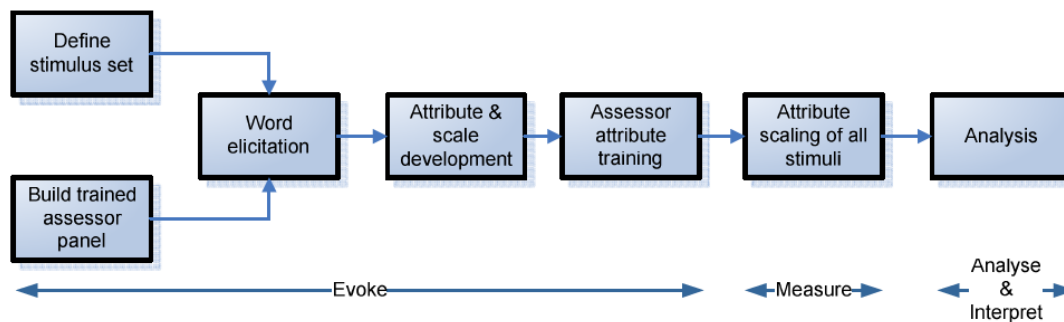 Define
stimulus set
Build trained
assessor
panel
Word
elicitation
Attribute &
scale
development
Assessor
attribute
training
Attribute
scaling of all
stimuli
Analysis
Evoke
Measure
Analyse
&
Interpret